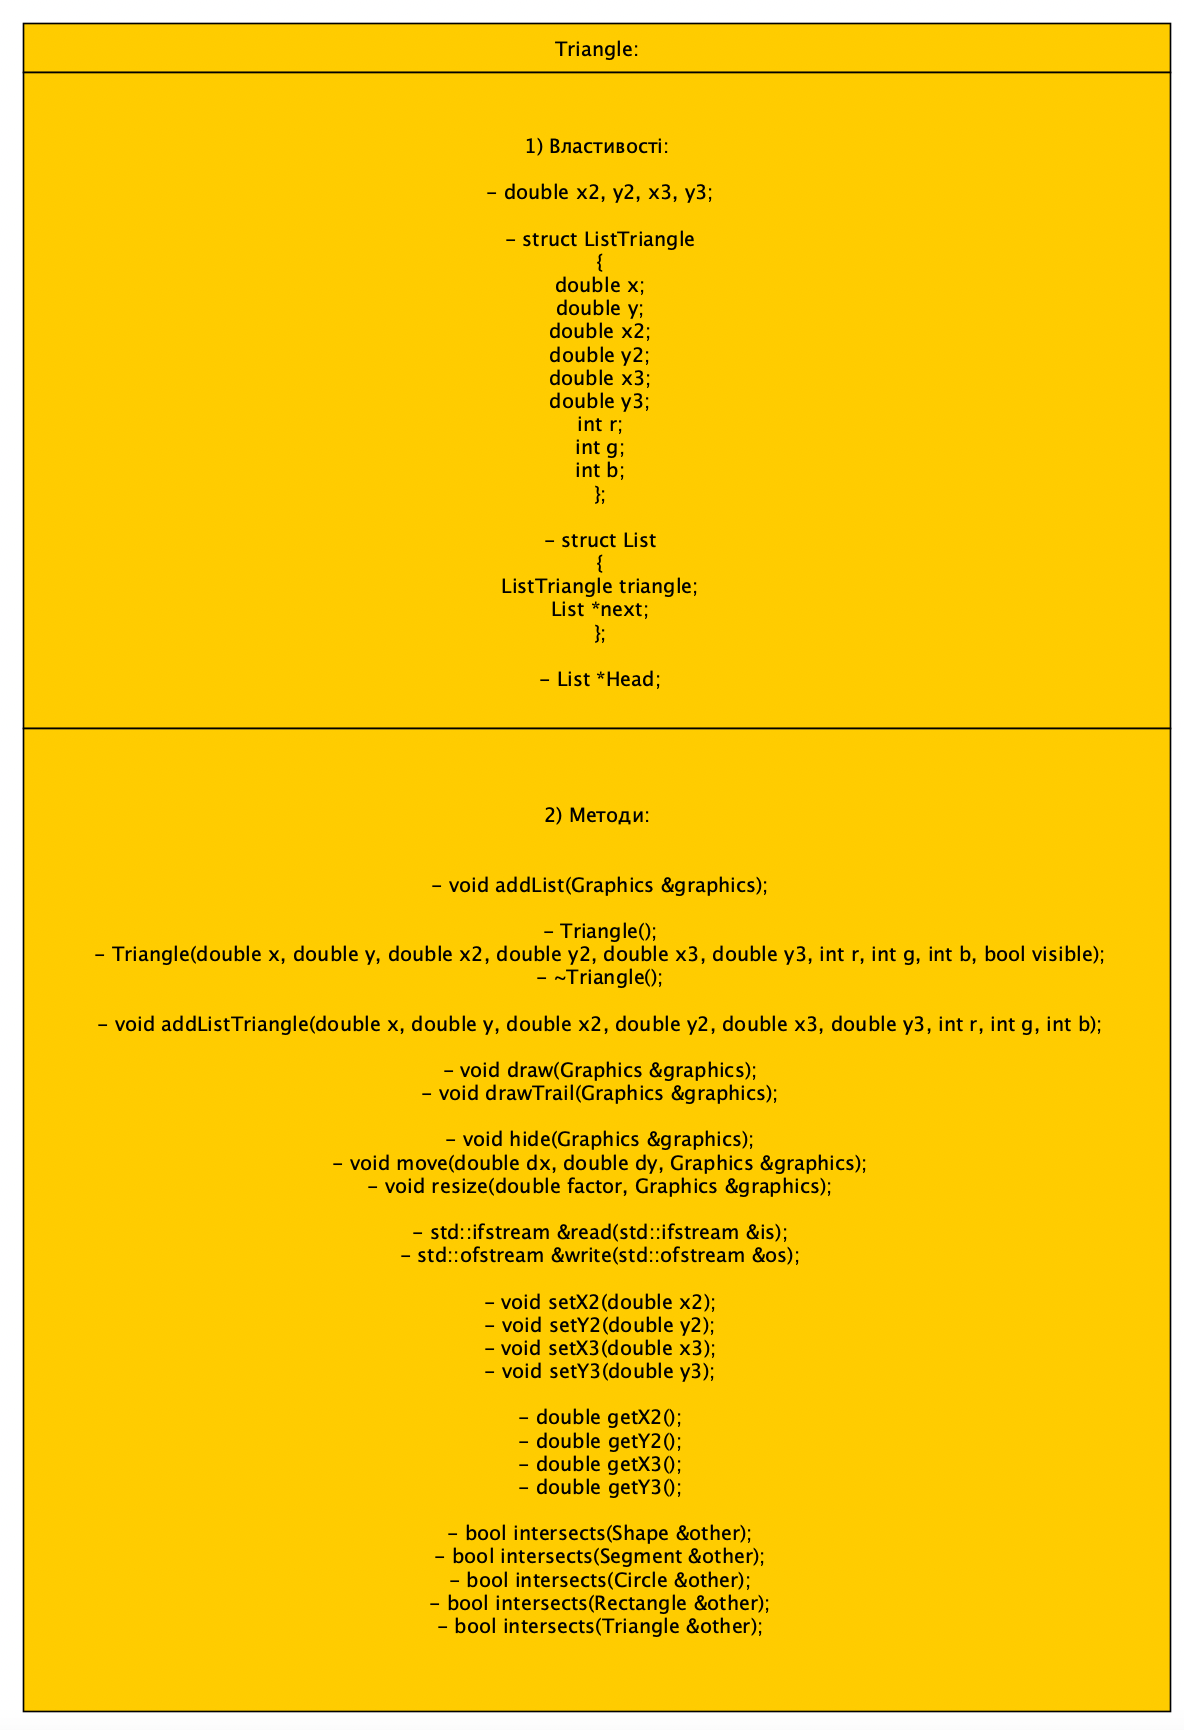 Triangle:
1) Властивості:
- double x2, y2, x3, y3;
- struct ListTriangle
{
double x;
double y;
double x2;
double y2;
double x3;
double y3;
int r;
int g;
int b;
};
- struct List
{
ListTriangle triangle;
List *next;
};
- List *Head;
2) Методи:
- void addList(Graphics &graphics);
- Triangle();
- Triangle(double x, double y, double x2, double y2, double x3, double y3, int r, int g, int b, bool visible);
- ~Triangle();
- void addListTriangle(double x, double y, double x2, double y2, double x3, double y3, int r, int g, int b);
- void draw(Graphics &graphics);
- void drawTrail(Graphics &graphics);
- void hide(Graphics &graphics);
- void move(double dx, double dy, Graphics &graphics);
- void resize(double factor, Graphics &graphics);
- std::ifstream &read(std::ifstream &is);
- std::ofstream &write(std::ofstream &os);
- void setX2(double x2);
- void setY2(double y2);
- void setX3(double x3);
- void setY3(double y3);
- double getX2();
- double getY2();
- double getX3();
- double getY3();
- bool intersects(Shape &other);
- bool intersects(Segment &other);
- bool intersects(Circle &other);
- bool intersects(Rectangle &other);
- bool intersects(Triangle &other);